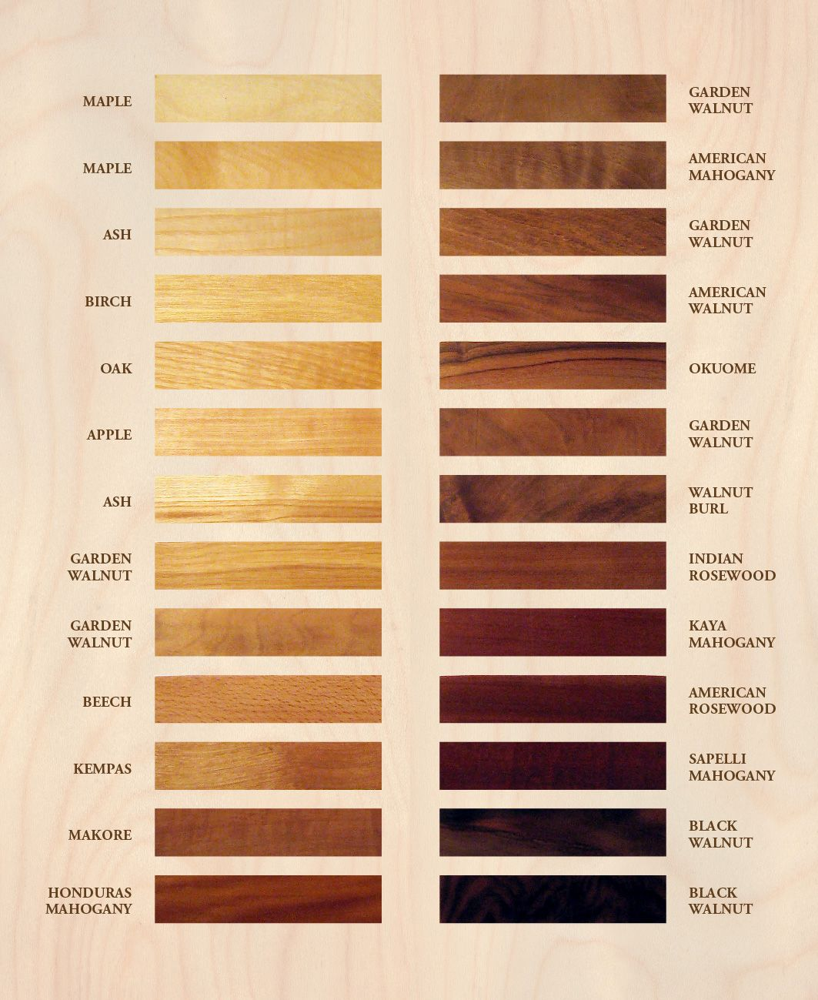 MAPLE
MAPLE
ASH
BIRCH
OAK
APPLE
ASH
GARDEN
WALNUT
GARDEN
WALNUT
BEECH
KEMPAS
MAKORE
HONDURAS
MAHOGANY
GARDEN
WALNUT
AMERICAN
MAHOGANY
GARDEN
WALNUT
AMERICAN
WALNUT
OKUOME
GARDEN
WALNUT
WALNUT
BURL
INDIAN
ROSEWOOD
KAYA
MAHOGANY
AMERICAN
ROSEWOOD
SAPELLI
MAHOGANY
BLACK
WALNUT
BLACK
WALNUT